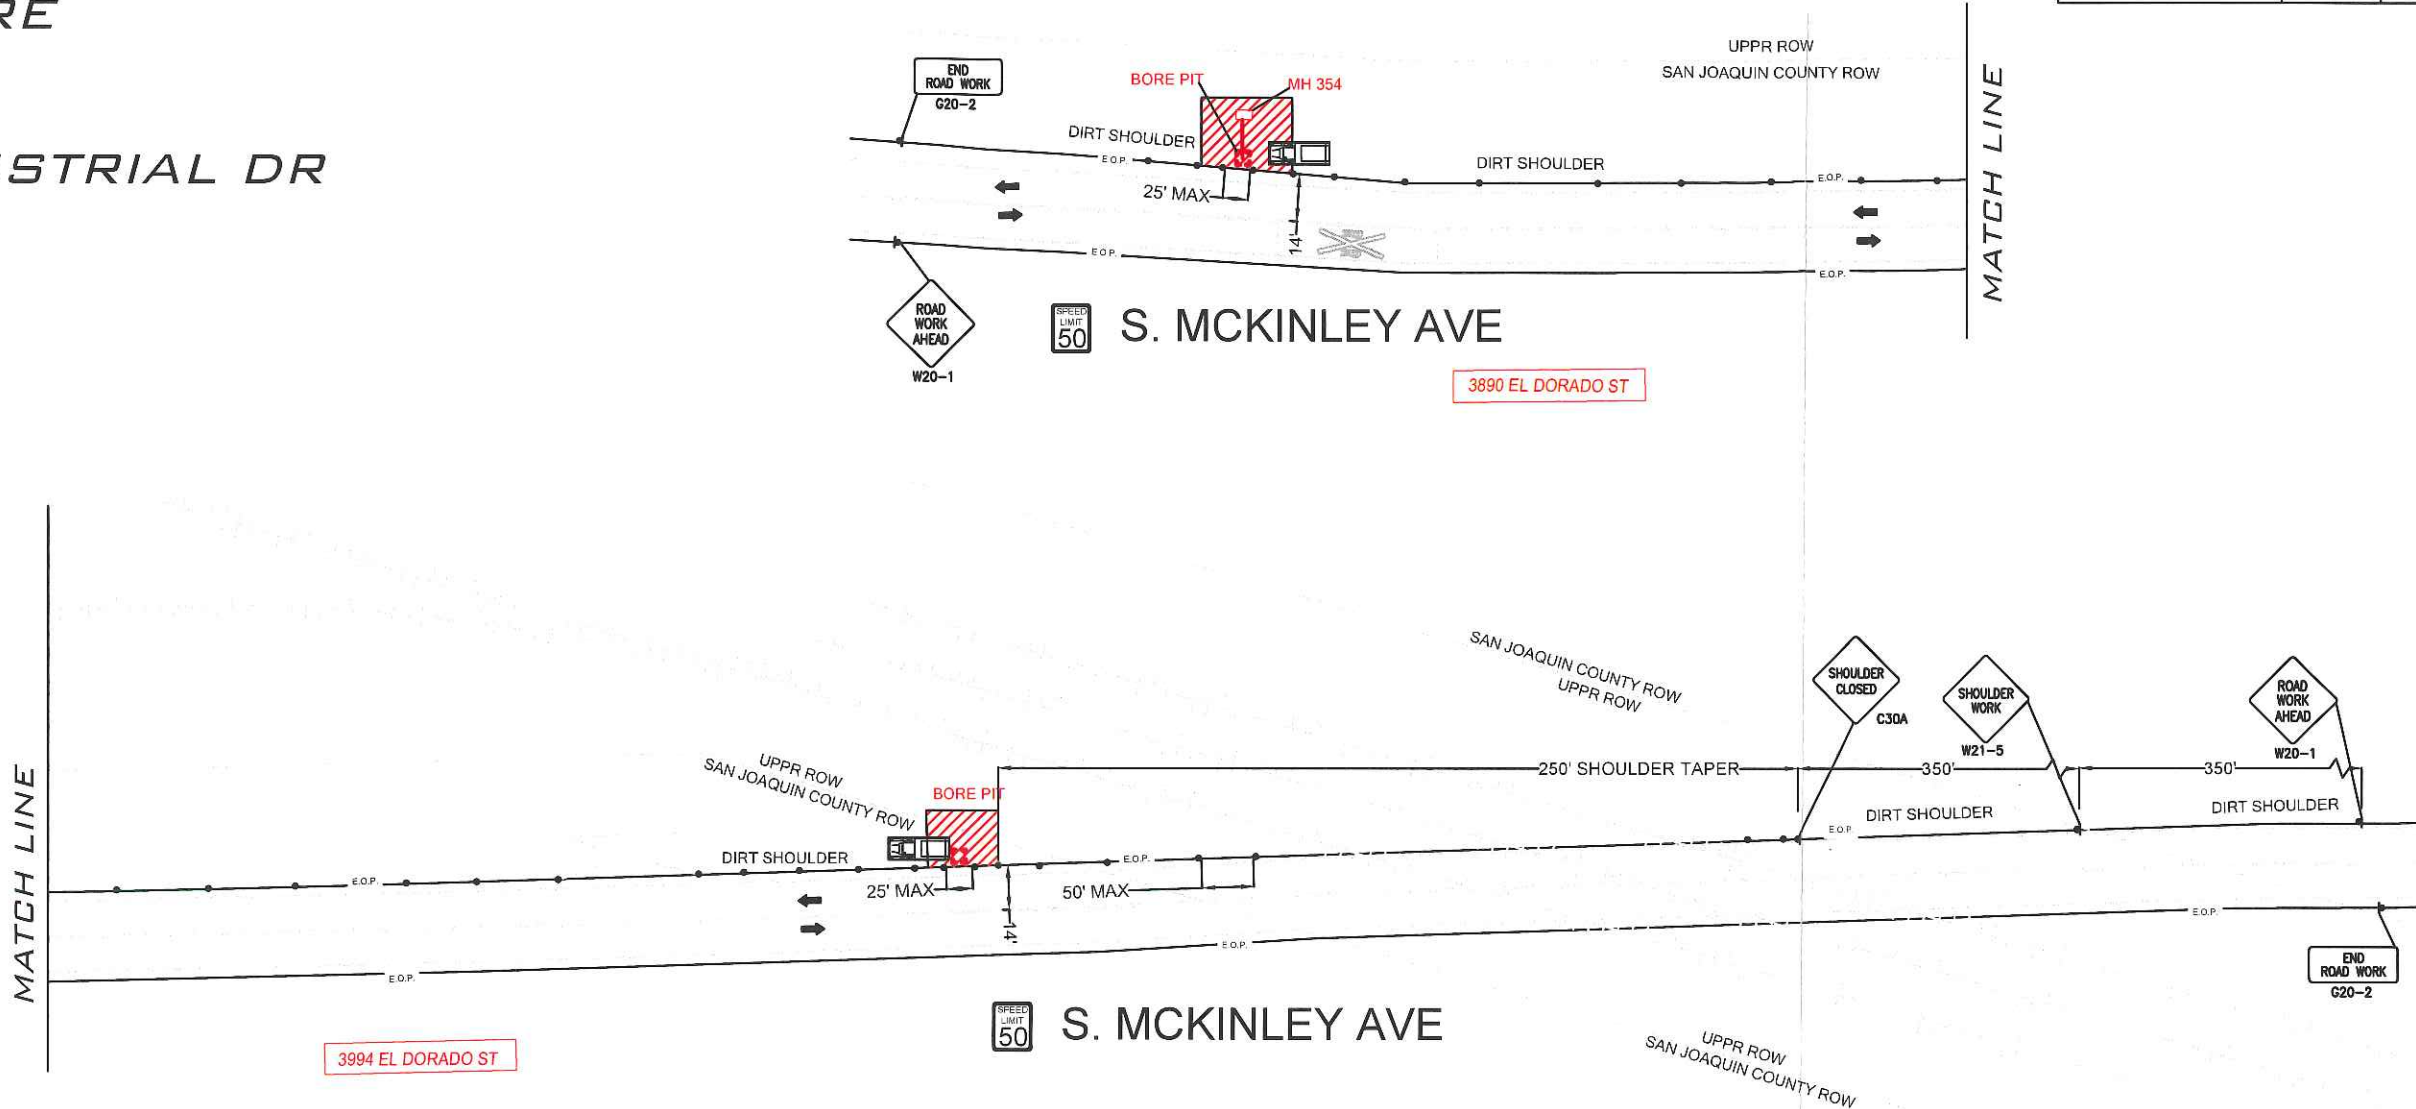 RE
STRIAL DR
END
ROAD WORK
G20-2
BORE PIT
MH 354
UPPR ROW
SAN JOAQUIN COUNTY ROW
MATCH LINE
DIRT SHOULDER
E.O.P.
DIRT SHOULDER
E.O.P.
25' MAX
14'
E.O.P.
E.O.P.
ROAD
WORK
AHEAD
W20-1
SPEED
LIMIT
50
S. MCKINLEY AVE
3890 EL DORADO ST
SAN JOAQUIN COUNTY ROW
UPPR ROW
SHOULDER
CLOSED
C30A
SHOULDER
WORK
W21-5
ROAD
WORK
AHEAD
W20-1
UPPR ROW
SAN JOAQUIN COUNTY ROW
BORE PIT
250' SHOULDER TAPER
350'
350'
MATCH LINE
DIRT SHOULDER
DIRT SHOULDER
DIRT SHOULDER
E.O.P.
E.O.P.
E.O.P
25' MAX
50' MAX
14'
E.O.P.
E.O.P.
E.O.P.
END
ROAD WORK
G20-2
SPEED
LIMIT
50
S. MCKINLEY AVE
3994 EL DORADO ST
UPPR ROW
SAN JOAQUIN COUNTY ROW